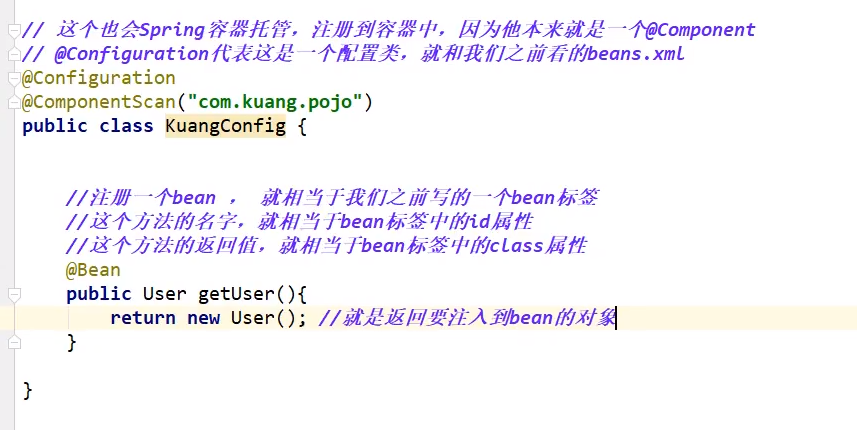 // 这个也会Spring容器托管，注册到容器中，因为他本来就是一个@Component
// @Configuration代表这是一个配置类，就和我们之前看的beans.xml
@Configuration
@ComponentScan("com.kuang.pojo")
public class KuangConfig {
//注册一个bean ， 就相当于我们之前写的一个bean标签
//这个方法的名字，就相当于bean标签中的id属性
//这个方法的返回值，就相当于bean标签中的class属性
@Bean
public User getUser(){
return new User(); //就是返回要注入到bean的对象
}
}